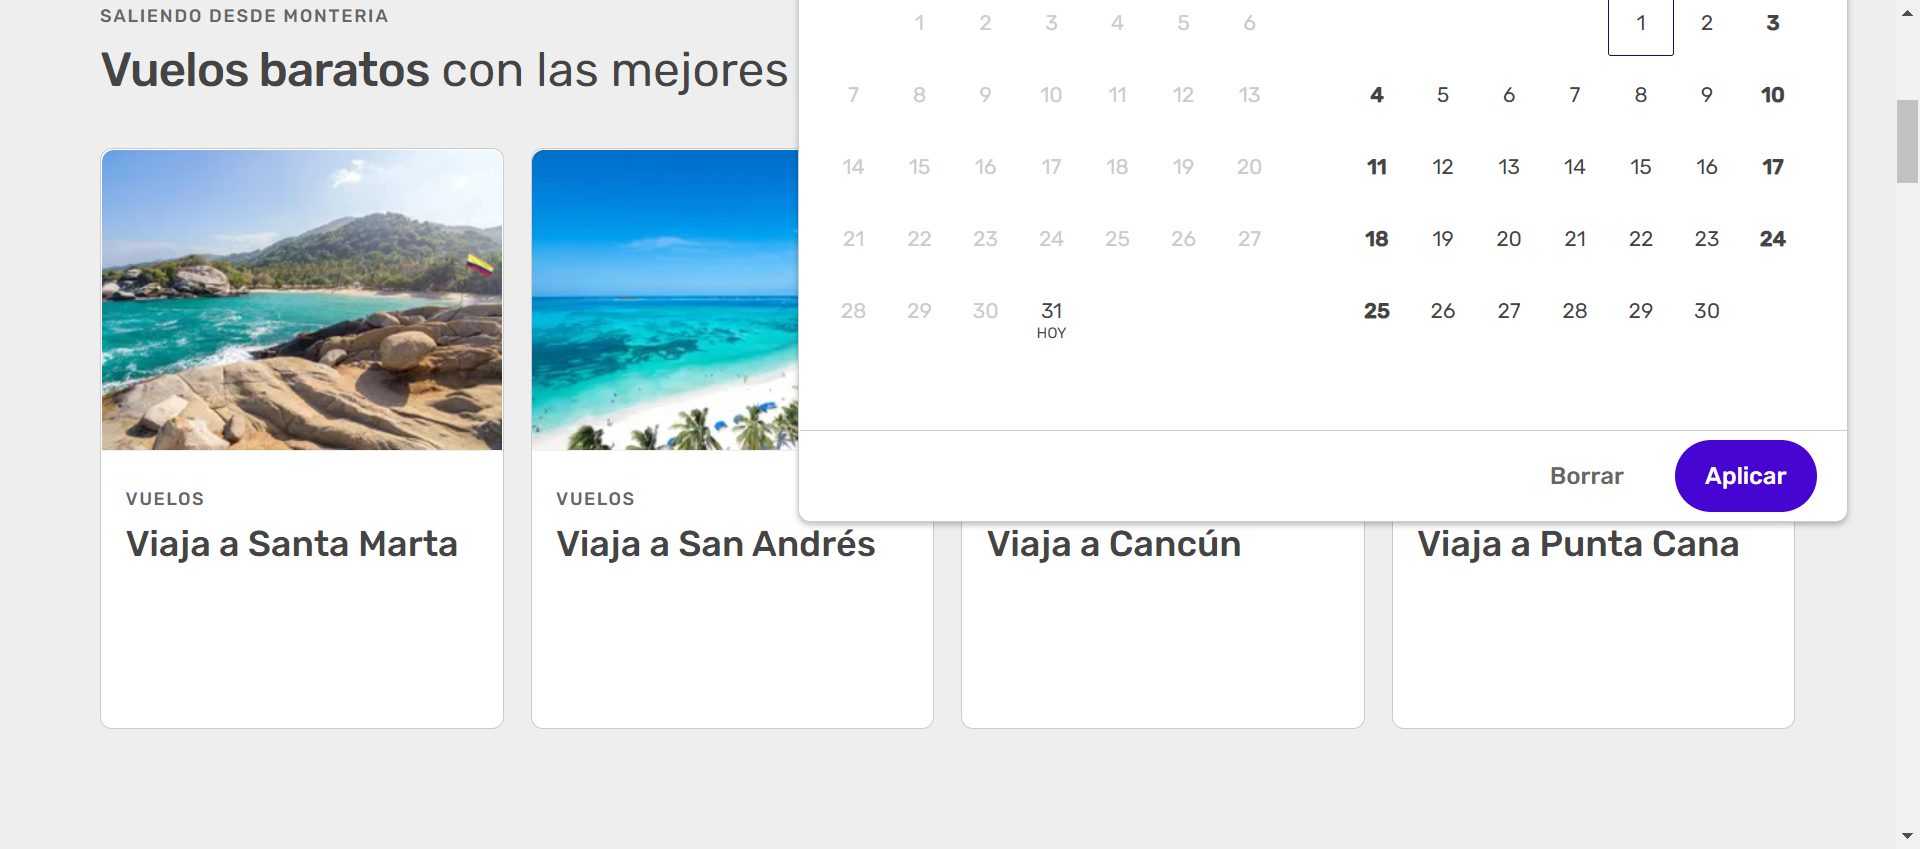 SALIENDO DESDE MONTERIA
Vuelos baratos con las mejores
1 2 3 4 5 6
7 8 9 10 11 12 13
14 15 16 17 18 19 20
21 22 23 24 25 26 27
28 29 30 31
HOY
1 2 3
4 5 6 7 8 9 10
11 12 13 14 15 16 17
18 19 20 21 22 23 24
25 26 27 28 29 30
Borrar Aplicar
VUELOS
Viaja a Santa Marta
VUELOS
Viaja a San Andrés
Viaja a Cancún
Viaja a Punta Cana